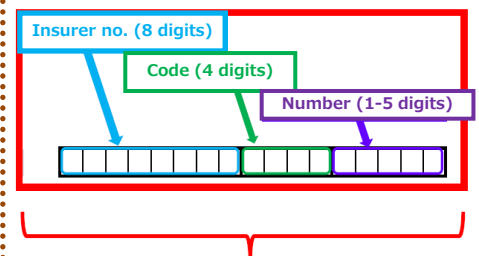 Insurer no. (8 digits)
Code (4 digits)
Number (1-5 digits)